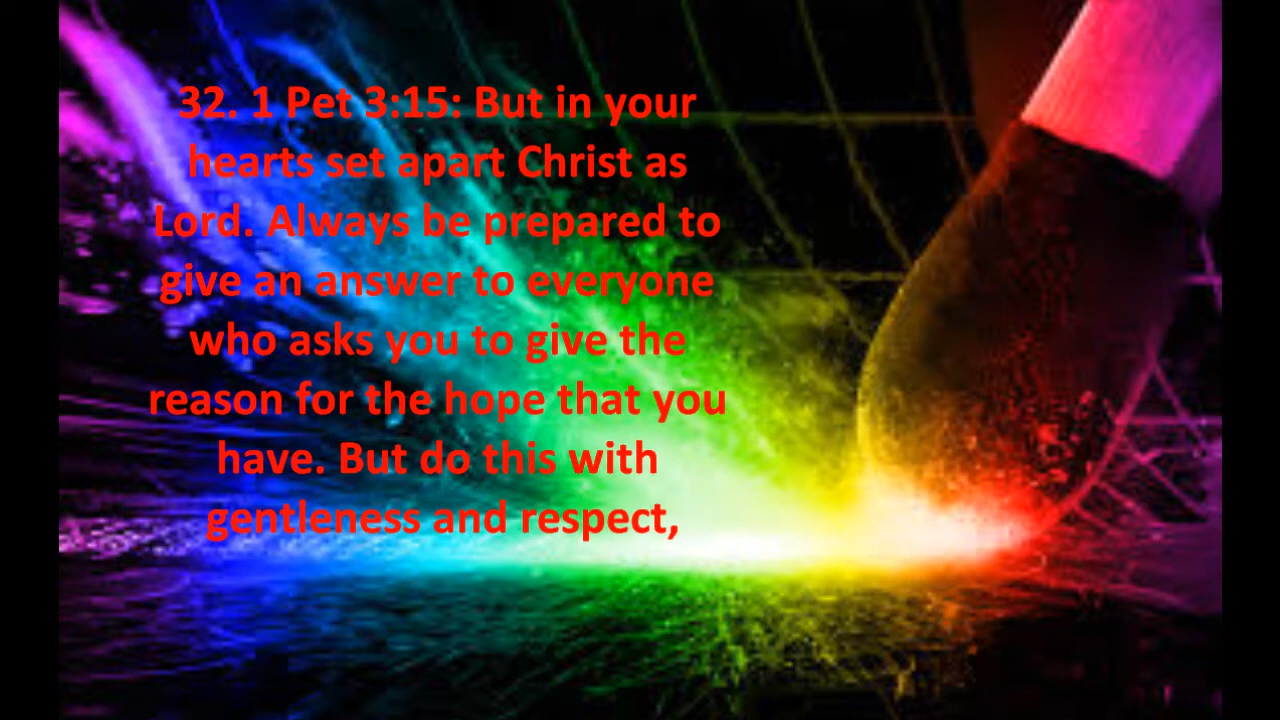 32. 1 Pet 3:15: But in your
hearts set apart Christ as
Lord. Always be prepared to
give an answer to everyone
who asks you to give the
reason for the hope that you
have. But do this with
gentleness and respect,